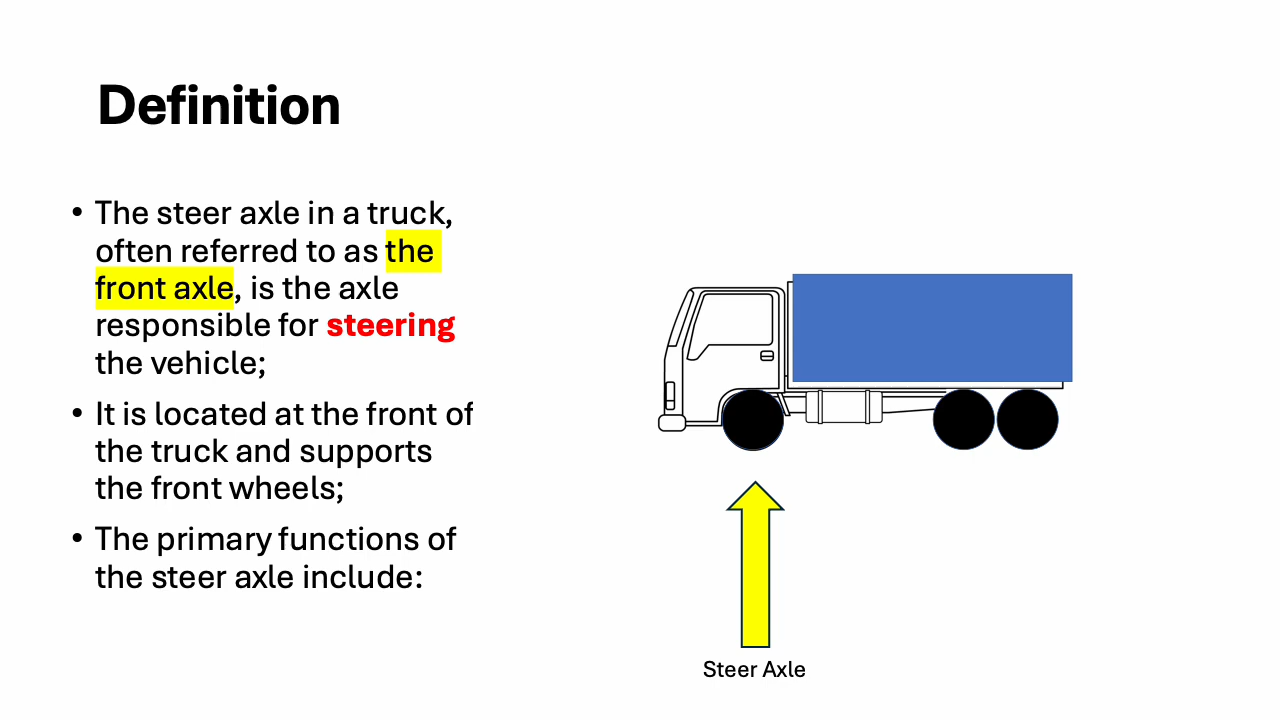 Definition
• The steer axle in a truck,
often referred to as the
front axle, is the axle
responsible for steering
the vehicle;
• It is located at the front of
the truck and supports
the front wheels;
• The primary functions of
the steer axle include:
Steer Axle